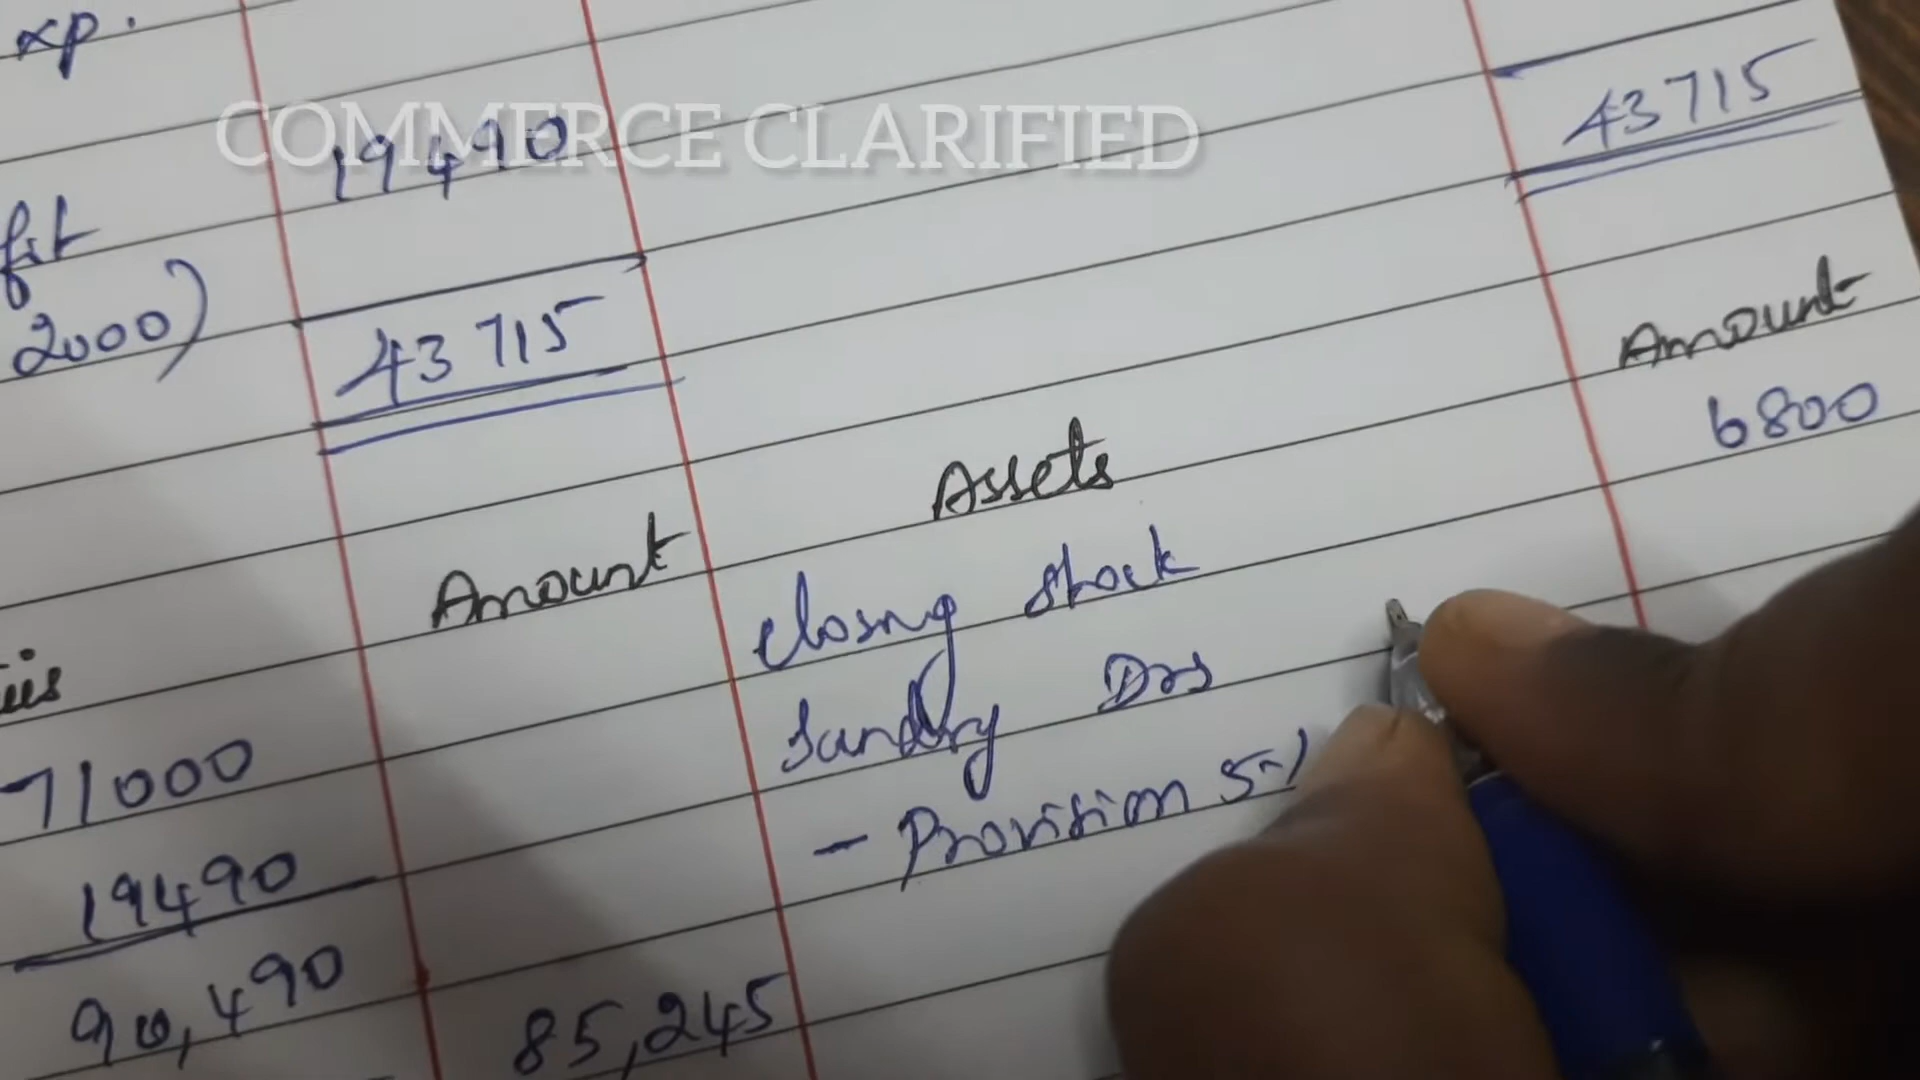 xp.
COMMERCE CLARIFIED
19490
43715
fit
2000)
43715
Amount
6800
Assets
Amount
closing stock
Sundry Drs
- Provision 5-/
71000
19490
90,490
85,245